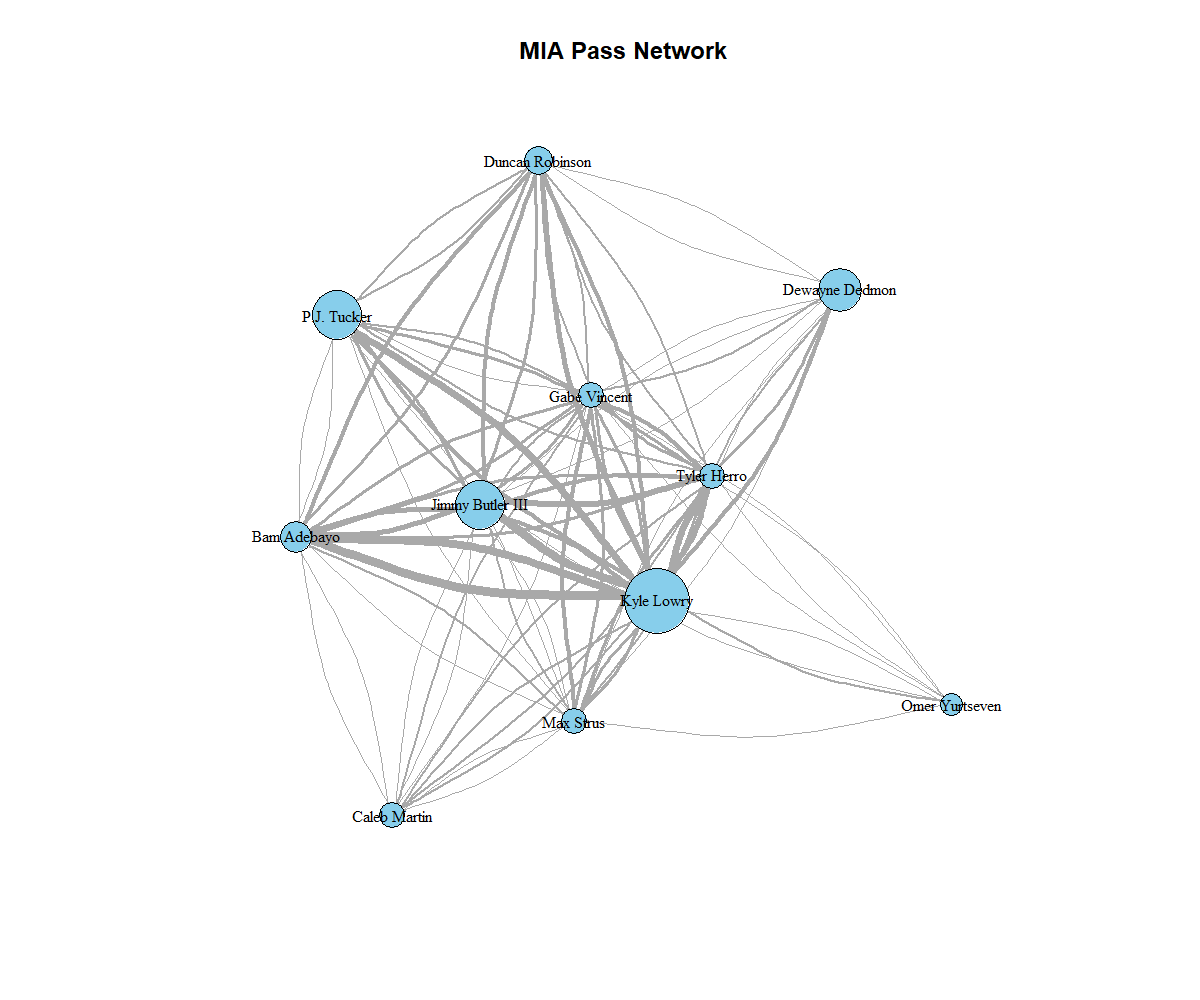 MIA Pass Network
Duncan Robinson
Dewayne Dedmon
P.J. Tucker
Gabe Vincent
Tyler Herro
Jimmy Butler III
Bam Adebayo
Kyle Lowry
Omer Yurtseven
Max Strus
Caleb Martin